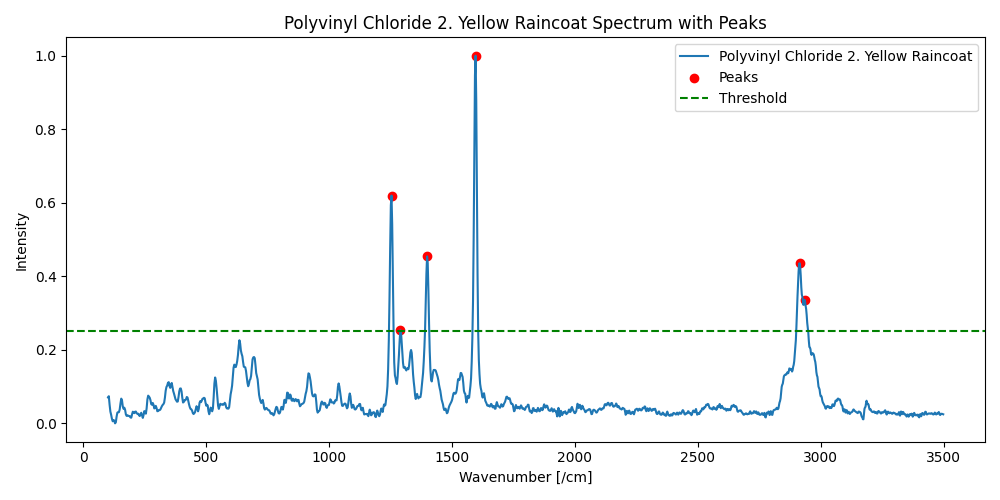 Polyvinyl Chloride 2. Yellow Raincoat Spectrum with Peaks
Polyvinyl Chloride 2. Yellow Raincoat
Peaks
Threshold
Intensity
1.0
0.8
0.6
0.4
0.2
0.0
0 500 1000 1500 2000 2500 3000 3500
Wavenumber [/cm]